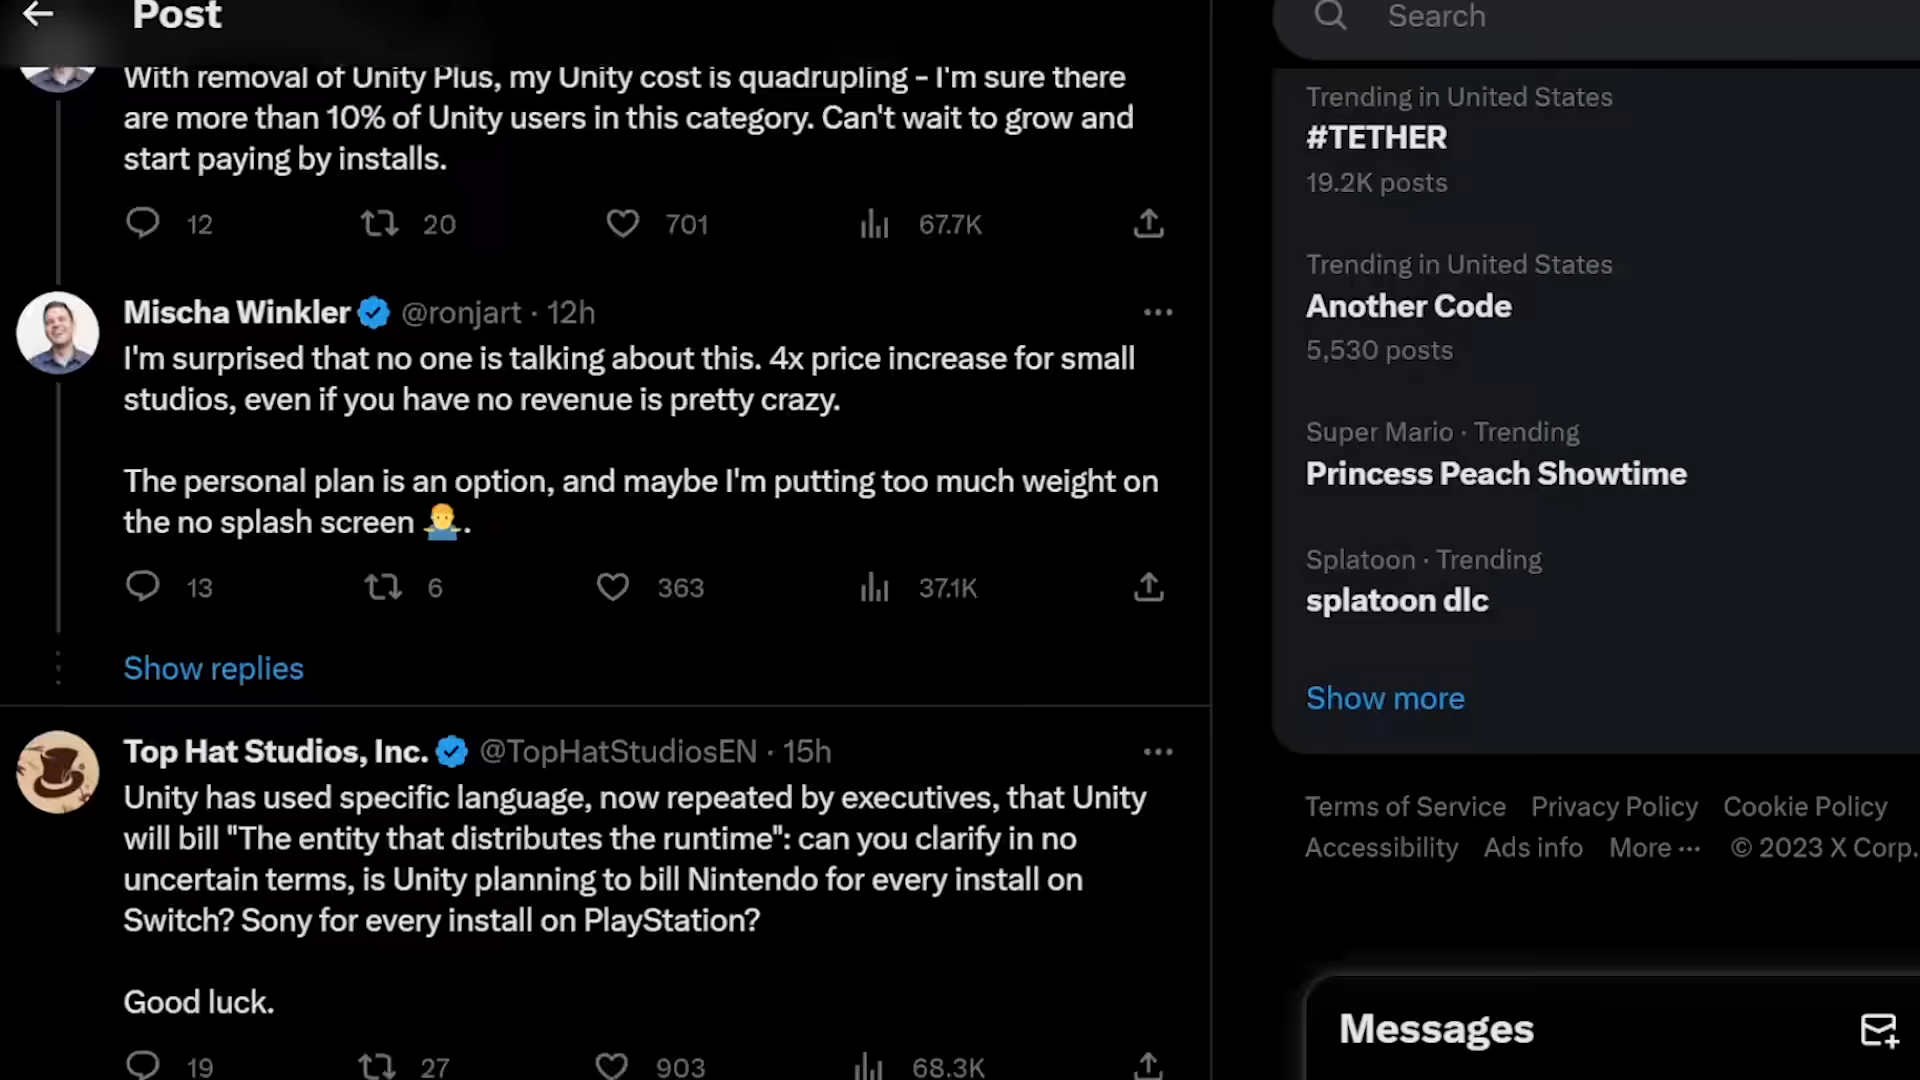 Post
With removal of Unity Plus, my Unity cost is quadrupling - I'm sure there
are more than 10% of Unity users in this category. Can't wait to grow and
start paying by installs.
12 20 701 67.7K
Mischa Winkler @ronjart · 12h
I'm surprised that no one is talking about this. 4x price increase for small
studios, even if you have no revenue is pretty crazy.
The personal plan is an option, and maybe I'm putting too much weight on
the no splash screen 🤷‍♂️.
13 6 363 37.1K
Show replies
Top Hat Studios, Inc. @TopHatStudiosEN · 15h
Unity has used specific language, now repeated by executives, that Unity
will bill "The entity that distributes the runtime": can you clarify in no
uncertain terms, is Unity planning to bill Nintendo for every install on
Switch? Sony for every install on PlayStation?
Good luck.
19 27 903 68.3K
Search
Trending in United States
#TETHER
19.2K posts
Trending in United States
Another Code
5,530 posts
Super Mario · Trending
Princess Peach Showtime
Splatoon · Trending
splatoon dlc
Show more
Terms of Service Privacy Policy Cookie Policy
Accessibility Ads info More ··· © 2023 X Corp.
Messages